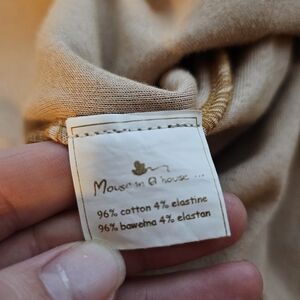 Mouse in a house ...
96% cotton 4% elastine
96% bawełna 4% elastan